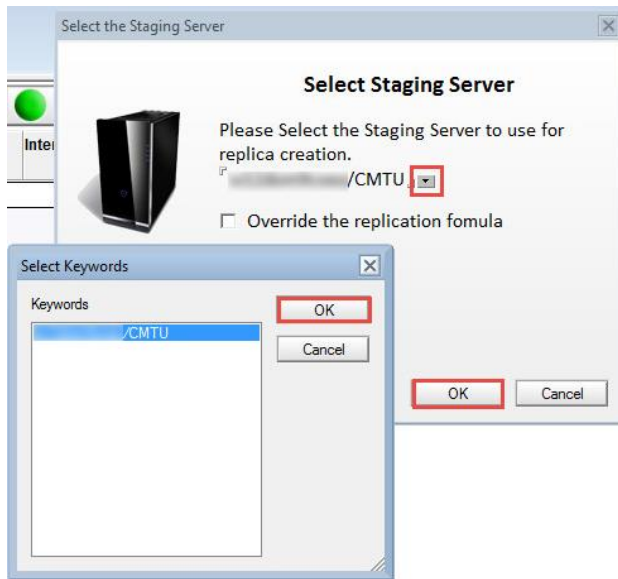 Select the Staging Server
Select Staging Server
Please Select the Staging Server to use for
replica creation.
/CMTU
Override the replication fomula
OK
Cancel
Select Keywords
Keywords
/CMTU
OK
Cancel